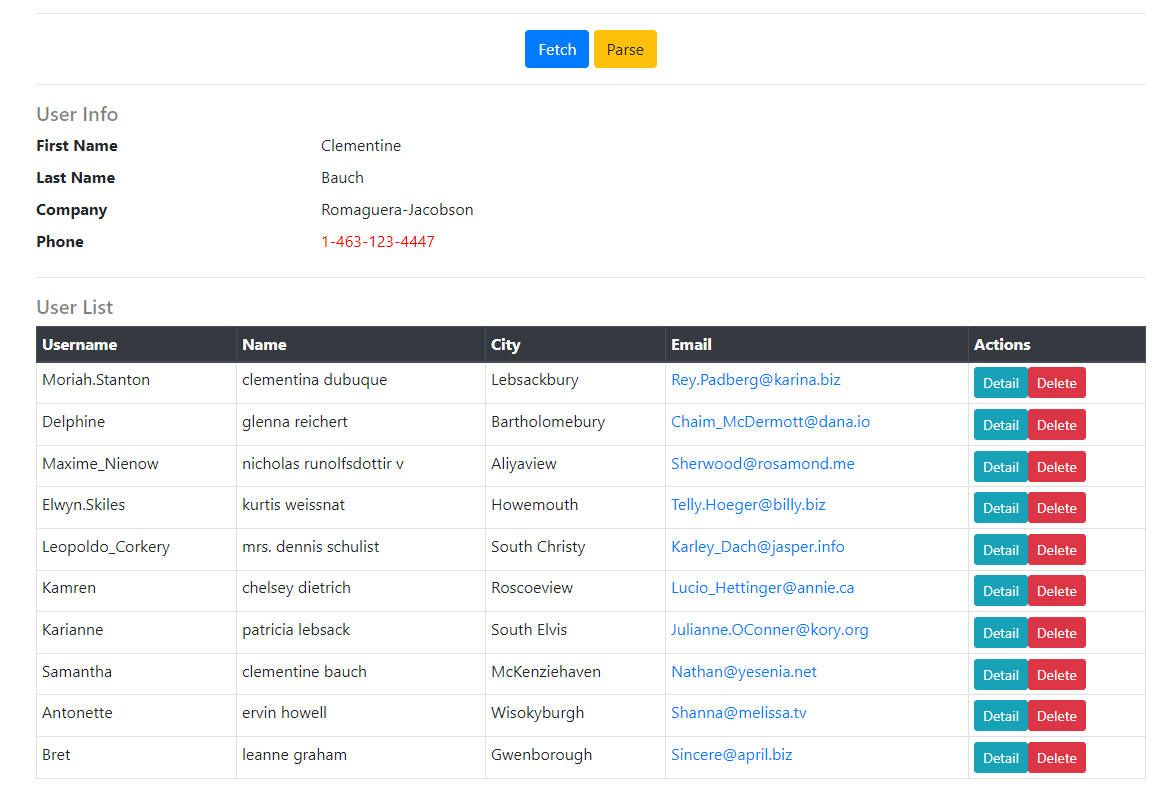 Fetch Parse
User Info
First Name Clementine
Last Name Bauch
Company Romaguera-Jacobson
Phone 1-463-123-4447
User List
Username Name City Email Actions
Moriah.Stanton clementina dubuque Lebsackbury Rey.Padberg@karina.biz Detail Delete
Delphine glenna reichert Bartholomebury Chaim_McDermott@dana.io Detail Delete
Maxime_Nienow nicholas runolfsdottir v Aliyaview Sherwood@rosamond.me Detail Delete
Elwyn.Skiles kurtis weissnat Howemouth Telly.Hoeger@billy.biz Detail Delete
Leopoldo_Corkery mrs. dennis schulist South Christy Karley_Dach@jasper.info Detail Delete
Kamren chelsey dietrich Roscoeview Lucio_Hettinger@annie.ca Detail Delete
Karianne patricia lebsack South Elvis Julianne.OConner@kory.org Detail Delete
Samantha clementine bauch McKenziehaven Nathan@yesenia.net Detail Delete
Antonette ervin howell Wisokyburgh Shanna@melissa.tv Detail Delete
Bret leanne graham Gwenborough Sincere@april.biz Detail Delete